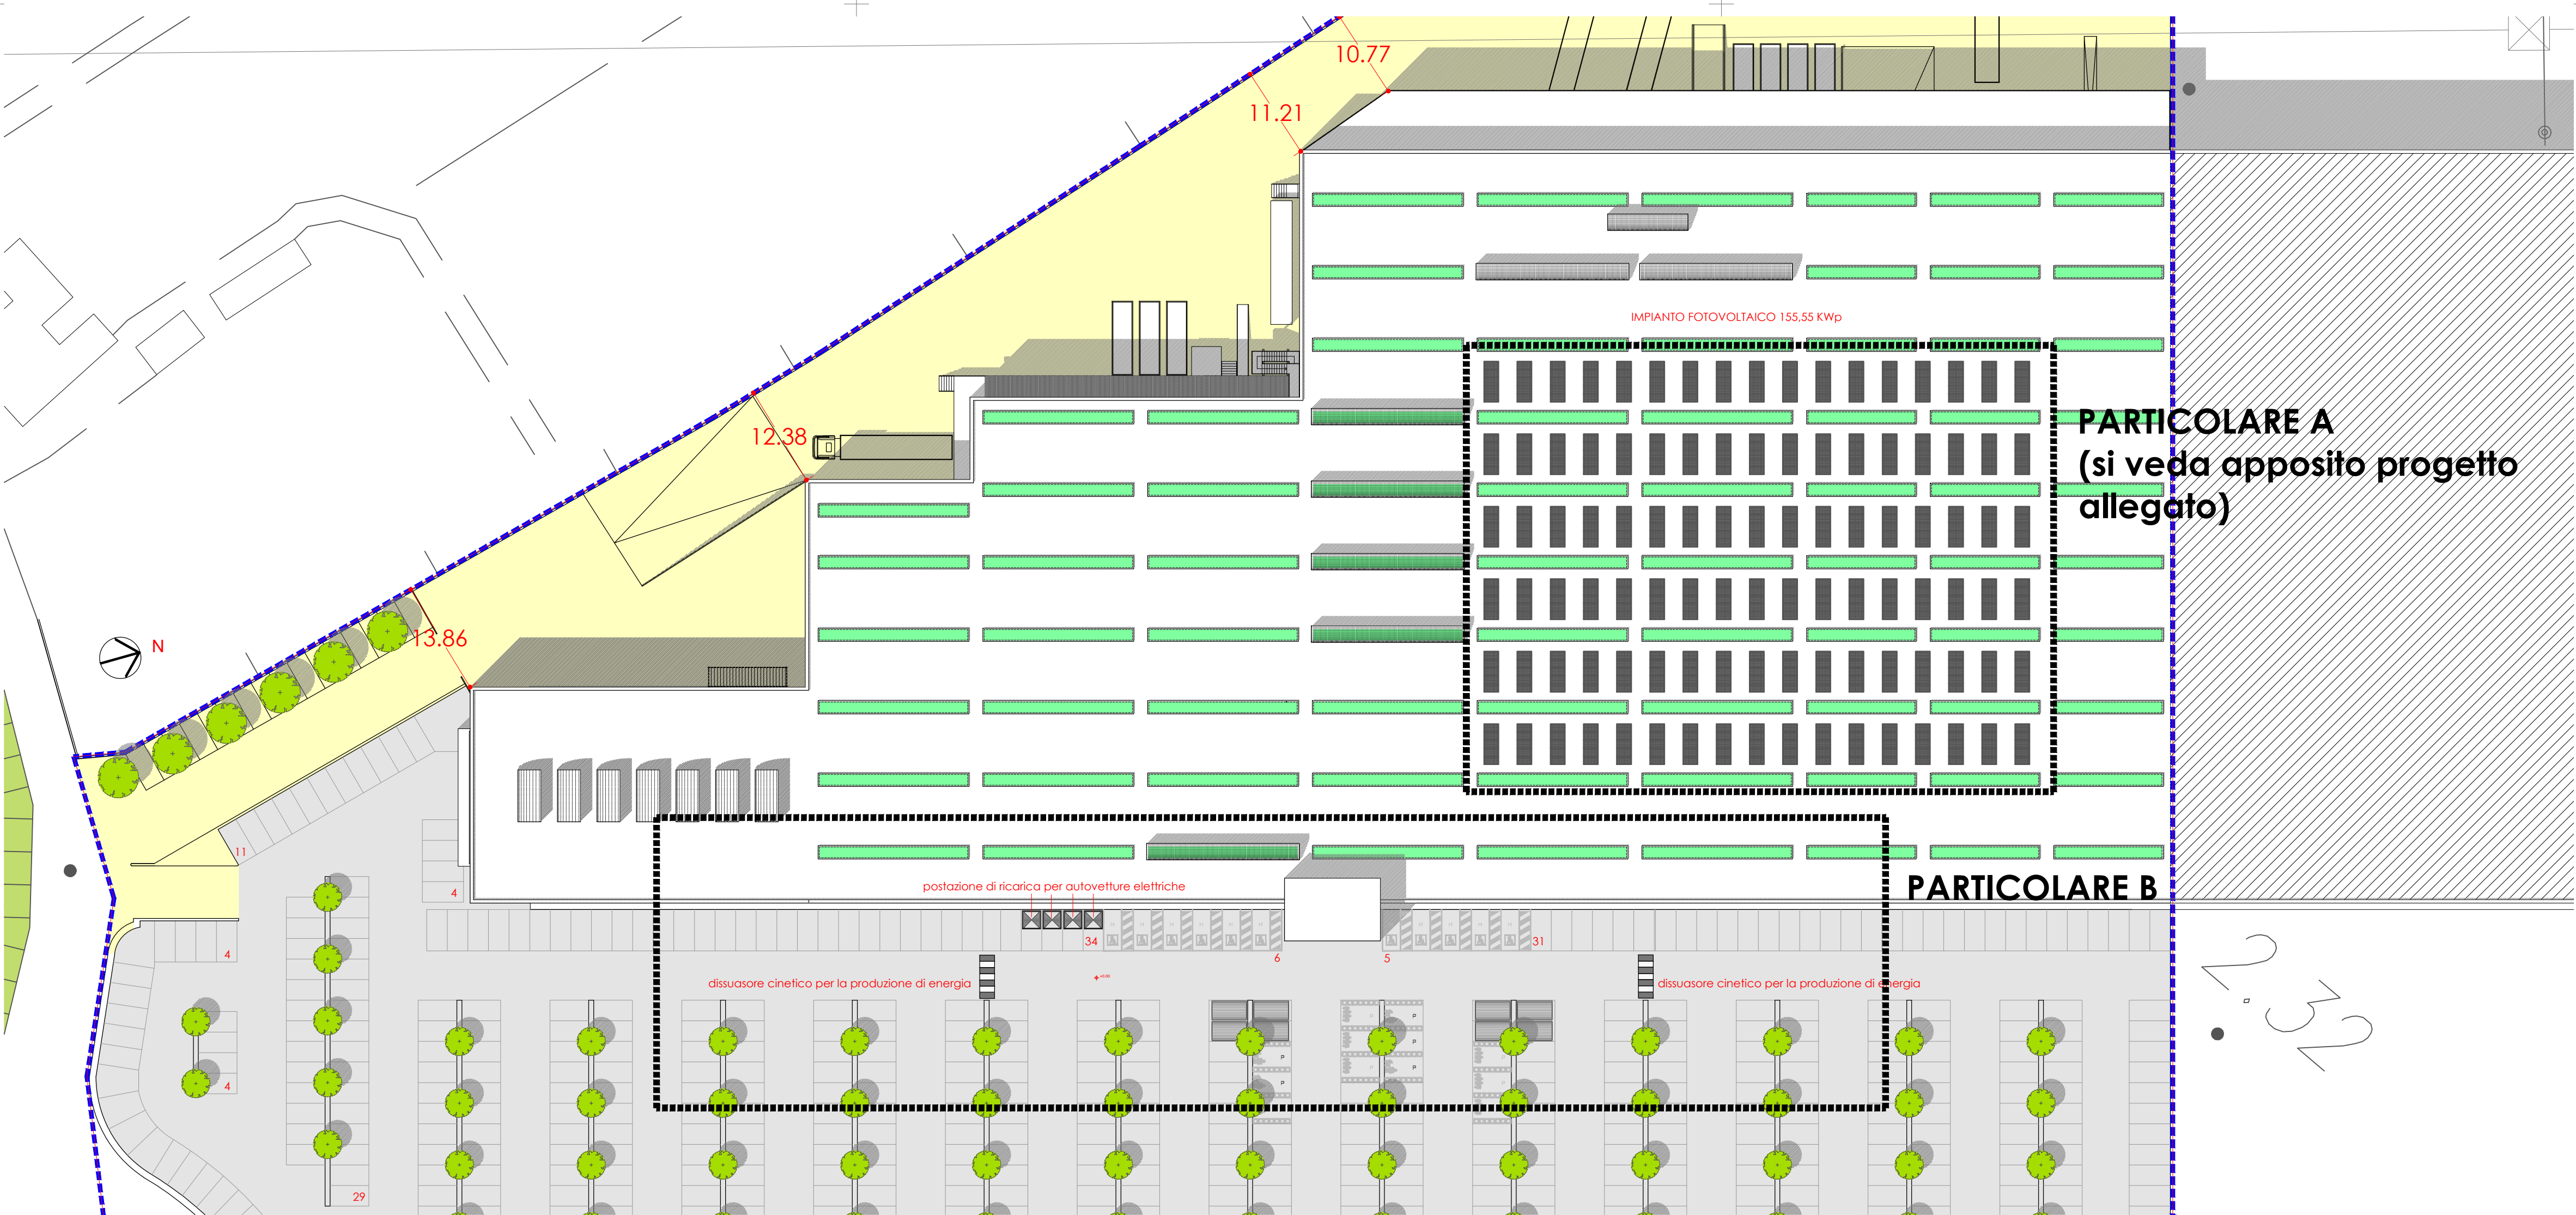 10.77
11.21
IMPIANTO FOTOVOLTAICO 155,55 KWp
PARTICOLARE A
(si veda apposito progetto
allegato)
12.38
13.86
N
11
4
postazione di ricarica per autovetture elettriche
PARTICOLARE B
34
31
4
6
5
dissuasore cinetico per la produzione di energia
dissuasore cinetico per la produzione di energia
2.32
P
P
P
P
P
4
29